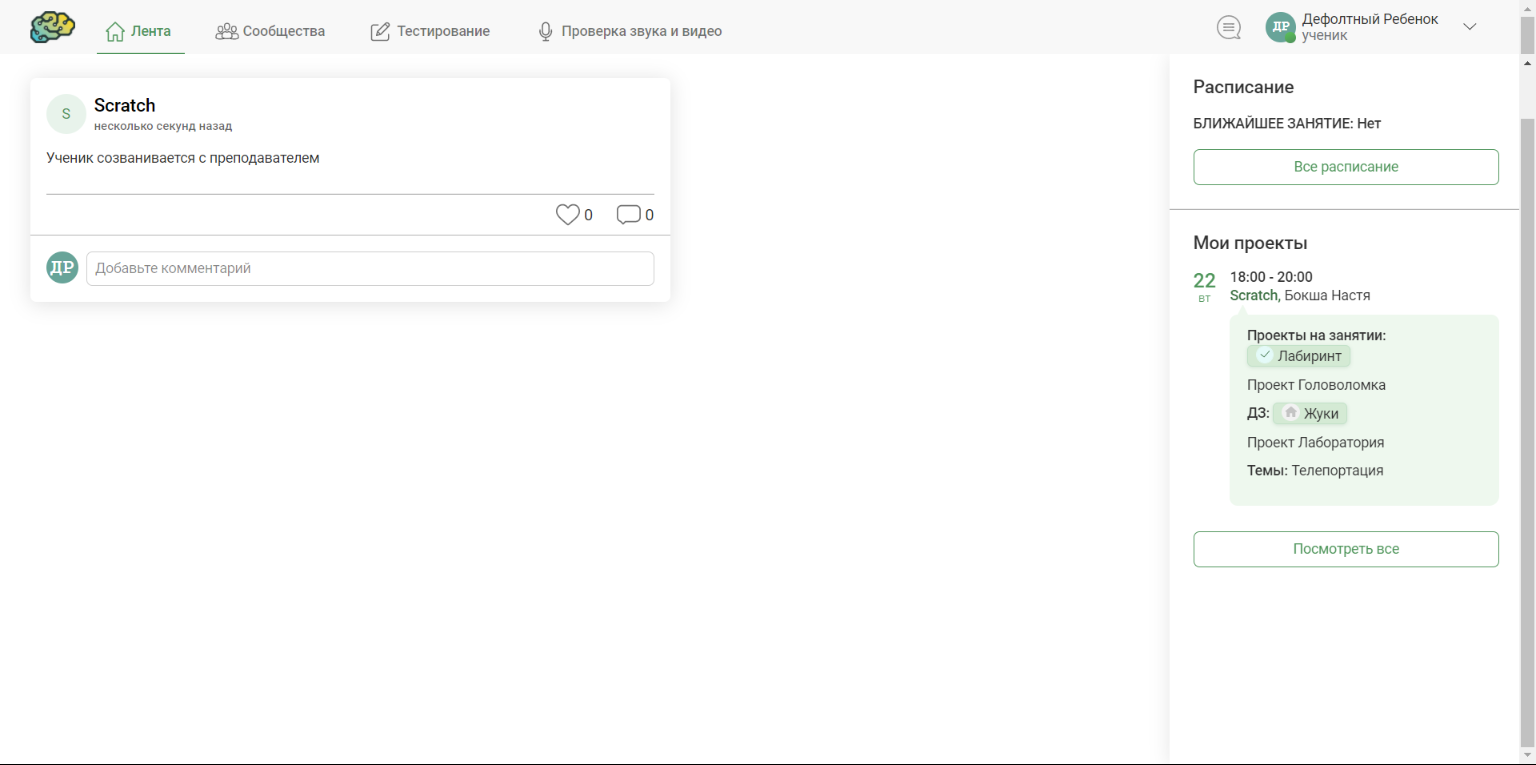 Лента
Сообщества
Тестирование
Проверка звука и видео
ДР
Дефолтный Ребенок
ученик
S
Scratch
несколько секунд назад
Ученик созванивается с преподавателем
0
0
ДР
Добавьте комментарий
Расписание
БЛИЖАЙШЕЕ ЗАНЯТИЕ: Нет
Все расписание
Мои проекты
22
вт
18:00 - 20:00
Scratch, Бокша Настя
Проекты на занятии:
Лабиринт
Проект Головоломка
ДЗ: Жуки
Проект Лаборатория
Темы: Телепортация
Посмотреть все